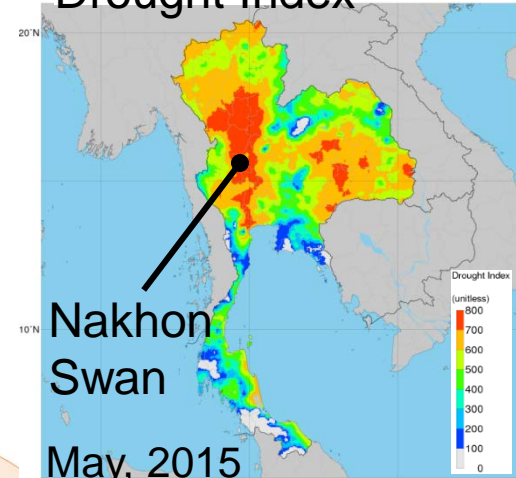 Drought Index
20°N
10°N
Nakhon
Swan
May, 2015
Drought Index
(unitless)
800
700
600
500
400
300
200
100
0